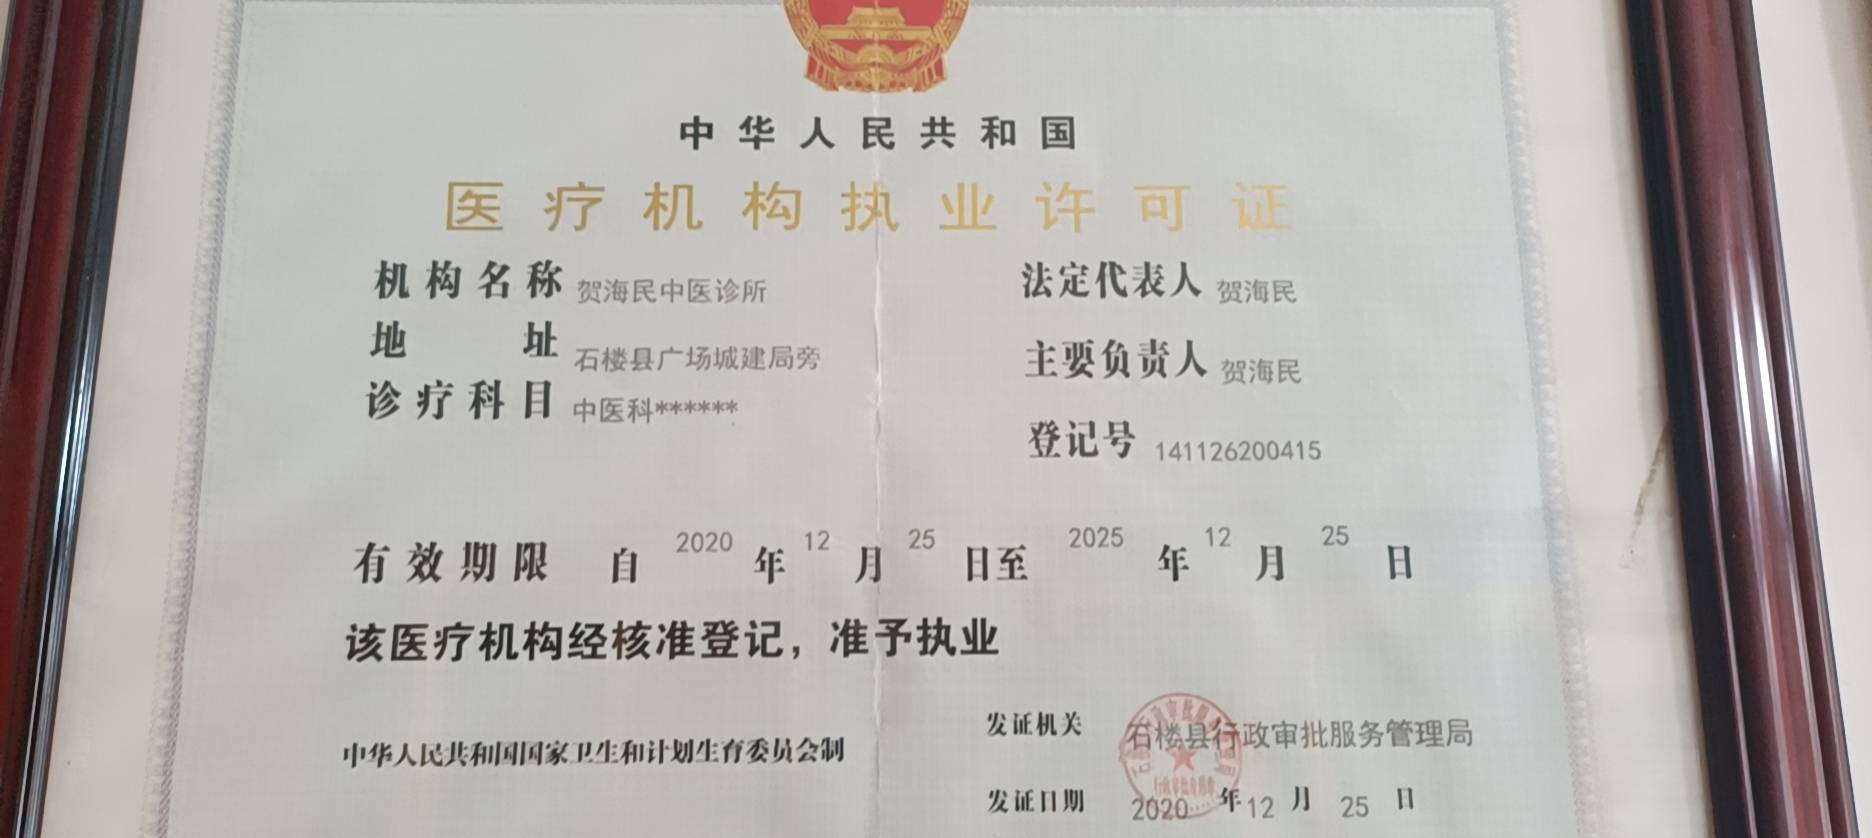 中华人民共和国
医疗机构执业许可证
机构名称 贺海民中医诊所
法定代表人 贺海民
地址 石楼县广场城建局旁
主要负责人 贺海民
诊疗科目 中医科******
登记号 141126200415
有效期限 自 2020 年 12 月 25 日至 2025 年 12 月 25 日
该医疗机构经核准登记，准予执业
中华人民共和国国家卫生和计划生育委员会制
发证机关 石楼县行政审批服务管理局
发证日期 2020 年 12 月 25 日